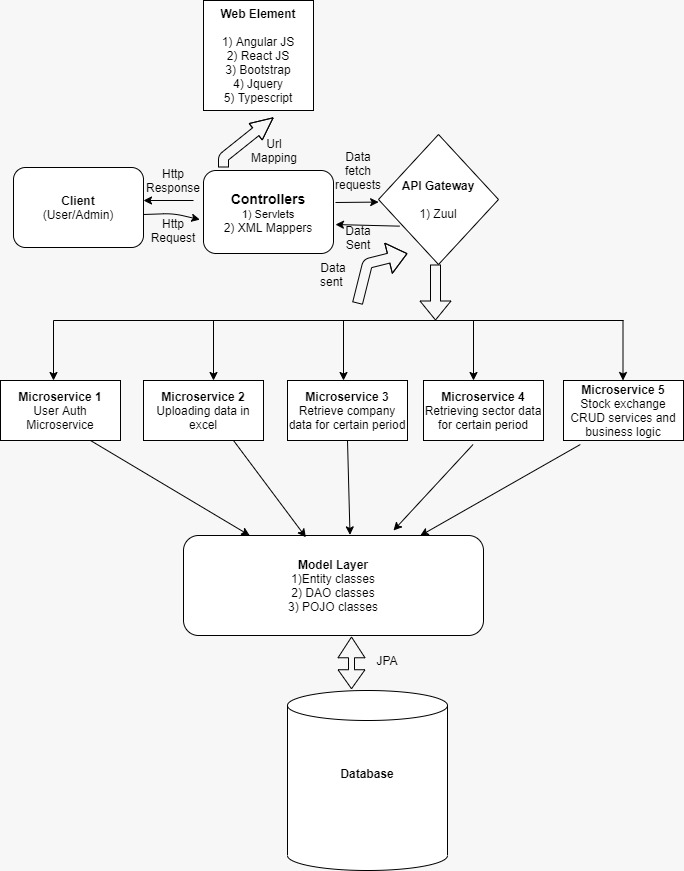 Web Element
1) Angular JS
2) React JS
3) Bootstrap
4) Jquery
5) Typescript
Url
Mapping
Http
Response
Http
Request
Client
(User/Admin)
Controllers
1) Servlets
2) XML Mappers
Data
fetch
requests
Data
Sent
API Gateway
1) Zuul
Data
sent
Microservice 1
User Auth
Microservice
Microservice 2
Uploading data in
excel
Microservice 3
Retrieve company
data for certain period
Microservice 4
Retrieving sector data
for certain period
Microservice 5
Stock exchange
CRUD services and
business logic
Model Layer
1)Entity classes
2) DAO classes
3) POJO classes
JPA
Database